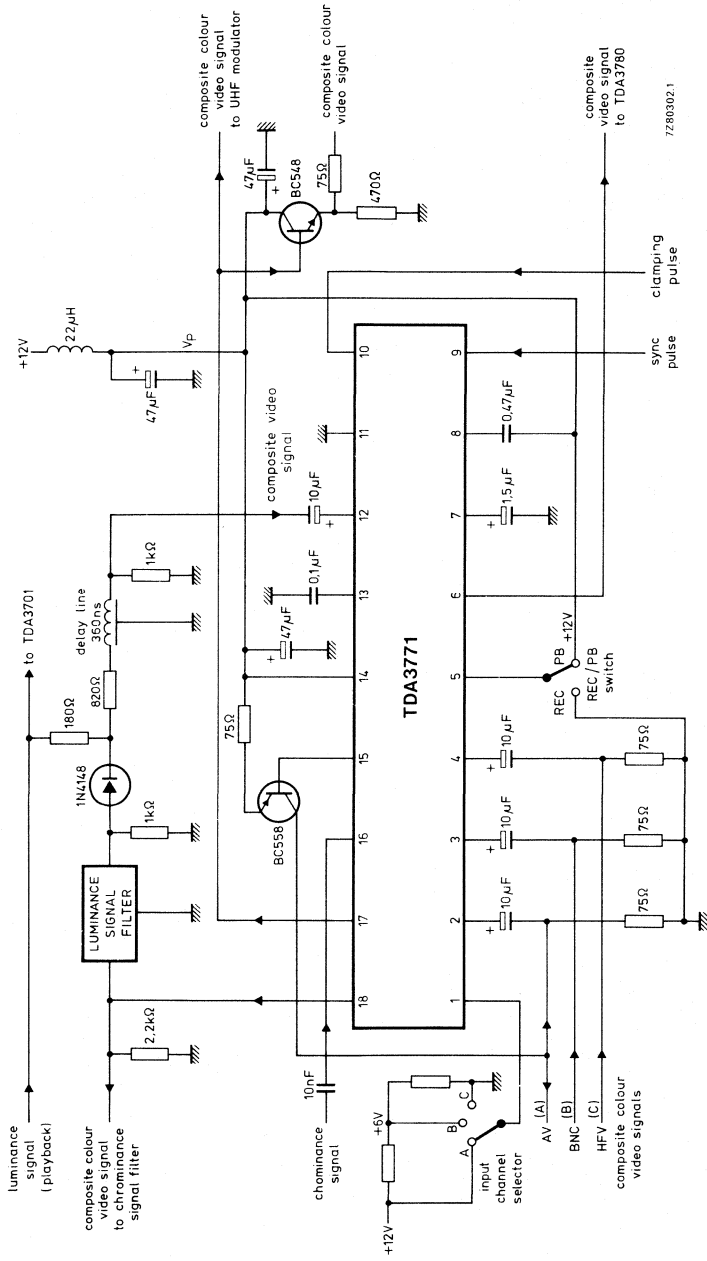 luminance
signal
(playback)
to TDA3701
composite colour
video signal
to chrominance
signal filter
2,2kΩ
LUMINANCE
SIGNAL
FILTER
1kΩ
1N4148
180Ω
820Ω
delay line
350ns
1kΩ
+12V
22µH
47µF
+
Vp
composite colour
video signal
to UHF modulator
47µF
+
BC548
75Ω
470Ω
composite colour
video signal
composite video
signal
10µF
+
0,1µF
47µF
+
75Ω
BC558
10nF
chominance
signal
18
17
16
15
14
13
12
11
10
TDA3771
1
2
3
4
5
6
7
8
9
+12V
+6V
A
B
C
input
channel
selector
+
10µF
+
10µF
+
10µF
75Ω
75Ω
75Ω
AV (A)
BNC (B)
HFV (C)
composite colour
video signals
REC
PB
+12V
REC/PB
switch
+
1,5µF
0,47µF
sync
pulse
clamping
pulse
composite
video signal
to TDA3780
7Z80302.1